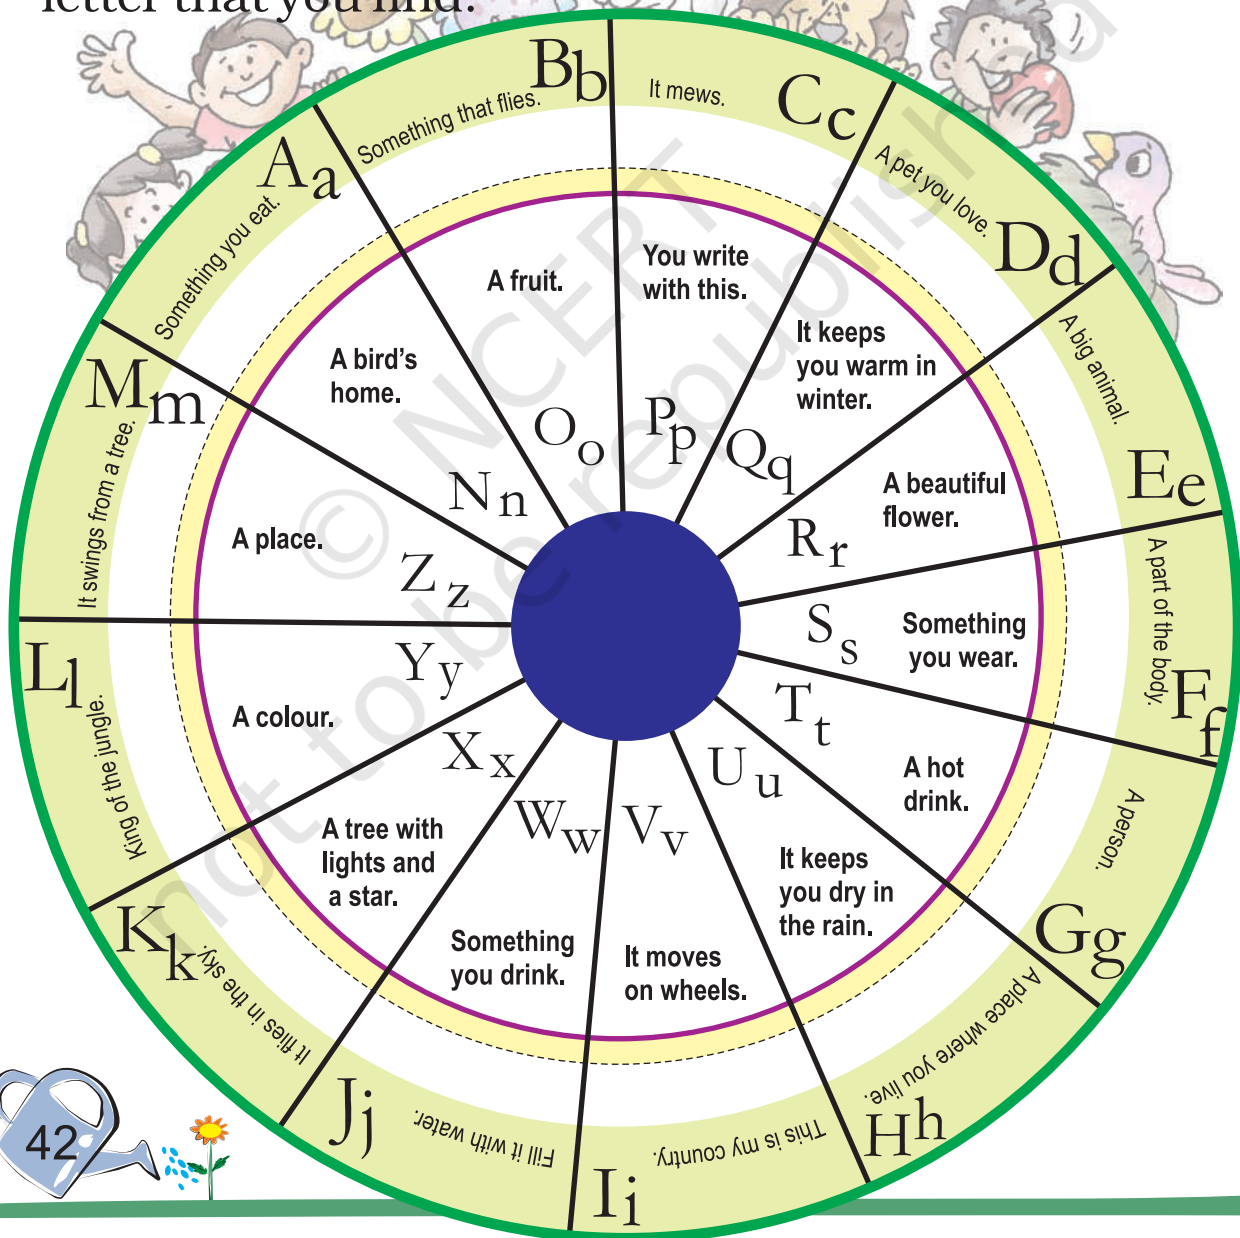 letter that you find.
Aa
Something you eat.
Bb
Something that flies.
Cc
It mews.
Dd
A pet you love.
Ee
A big animal.
Ff
A part of the body.
Gg
A person.
Hh
A place where you live.
Ii
This is my country.
Jj
Fill it with water.
Kk
It flies in the sky.
Ll
King of the jungle.
Mm
It swings from a tree.
Nn
A bird's
home.
Oo
A fruit.
Pp
You write
with this.
Qq
It keeps
you warm in
winter.
Rr
A beautiful
flower.
Ss
Something
you wear.
Tt
A hot
drink.
Uu
It keeps
you dry in
the rain.
Vv
It moves
on wheels.
Ww
Something
you drink.
Xx
A tree with
lights and
a star.
Yy
A colour.
Zz
A place.
© NCERT
not to be republished
42